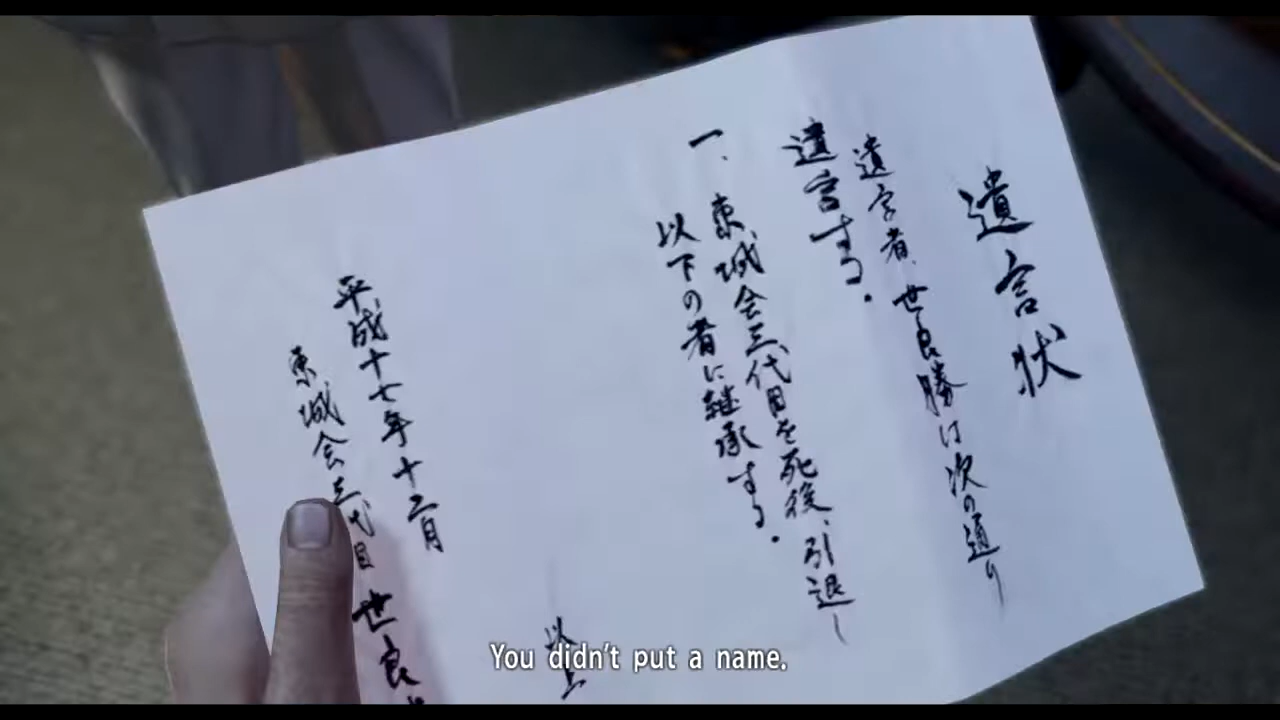 遺言状
遺言者、世良勝は次の通り
遺言する。
一、東城会三代目を死後、引退し
以下の者に継承する。
以上
平成十七年十二月
東城会三代目 世良
You didn't put a name.